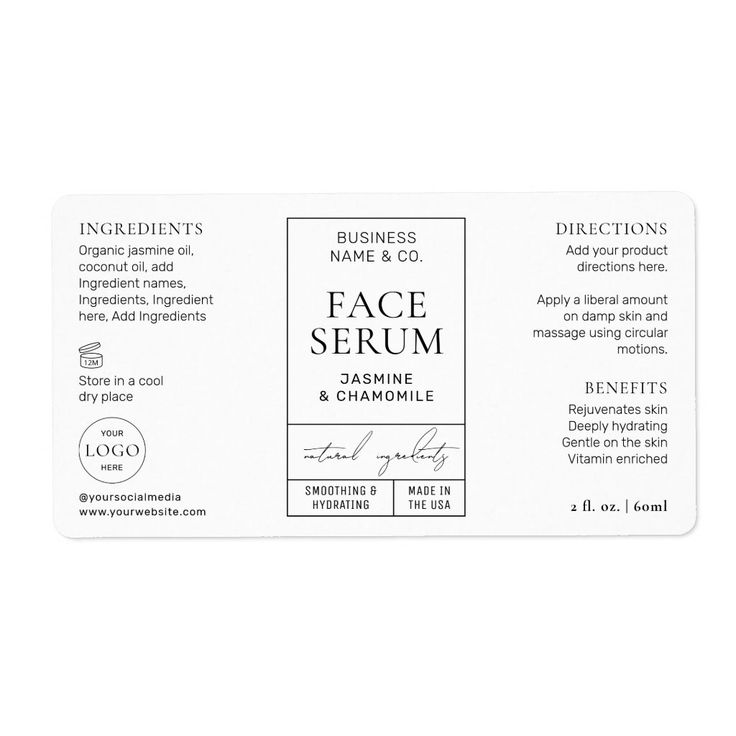 INGREDIENTS
Organic jasmine oil,
coconut oil, add
Ingredient names,
Ingredients, Ingredient
here, Add Ingredients
12M
Store in a cool
dry place
YOUR
LOGO
HERE
@yoursocialmedia
www.yourwebsite.com
BUSINESS
NAME & CO.
FACE
SERUM
JASMINE
& CHAMOMILE
natural ingredients
SMOOTHING &
HYDRATING
MADE IN
THE USA
DIRECTIONS
Add your product
directions here.
Apply a liberal amount
on damp skin and
massage using circular
motions.
BENEFITS
Rejuvenates skin
Deeply hydrating
Gentle on the skin
Vitamin enriched
2 fl. oz. | 60ml